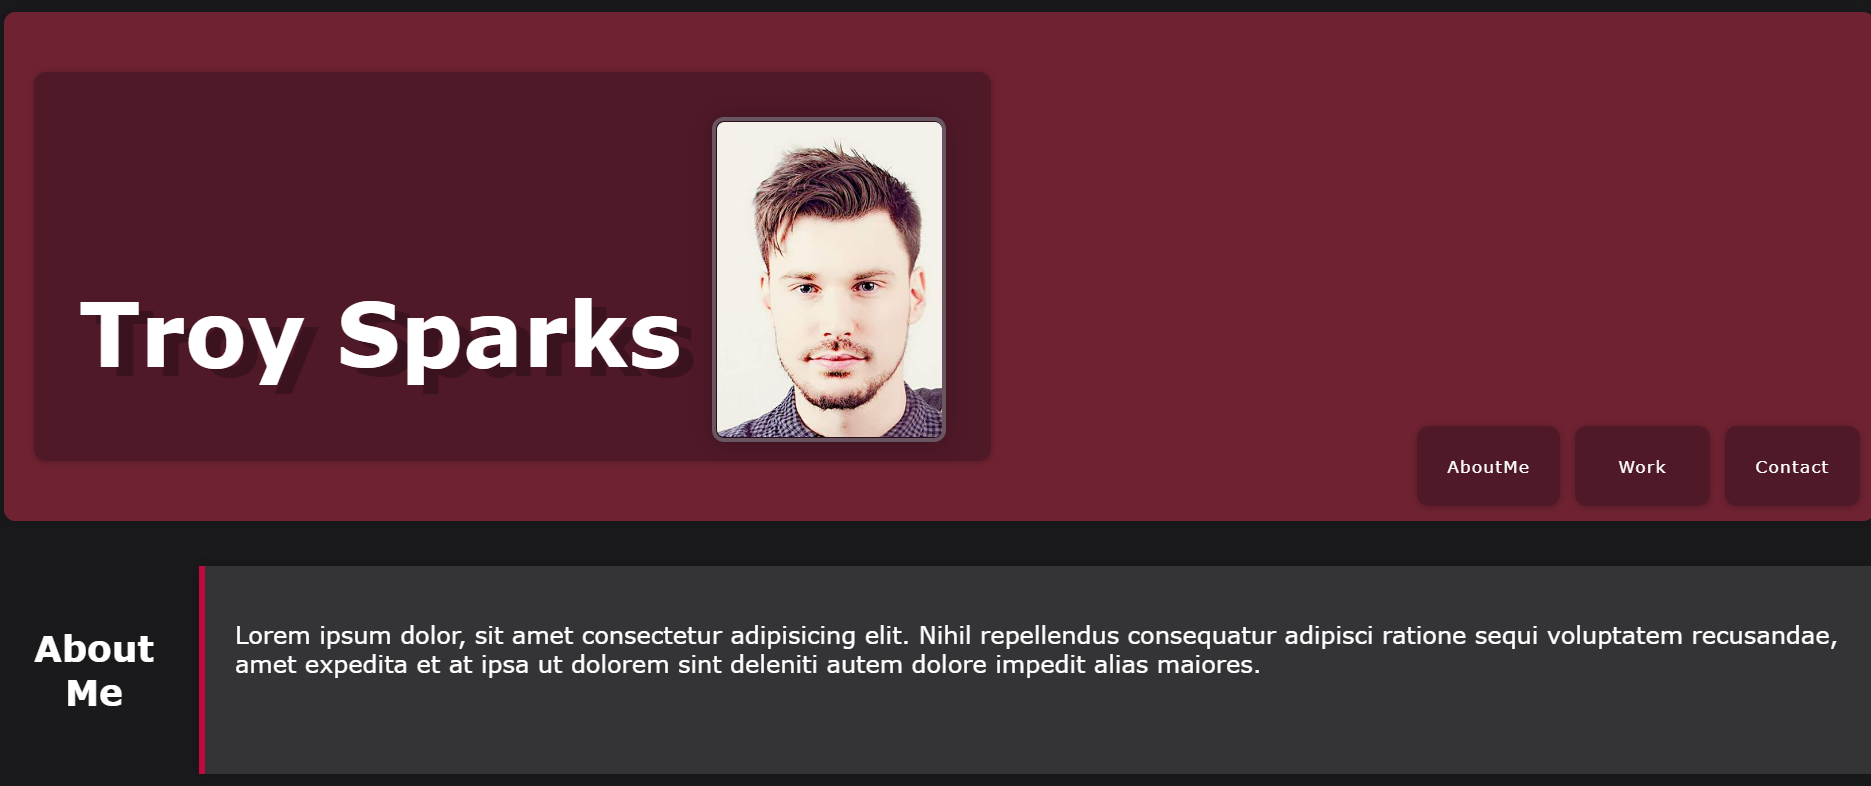 Troy Sparks
AboutMe
Work
Contact
About
Me
Lorem ipsum dolor, sit amet consectetur adipisicing elit. Nihil repellendus consequatur adipisci ratione sequi voluptatem recusandae,
amet expedita et at ipsa ut dolorem sint deleniti autem dolore impedit alias maiores.